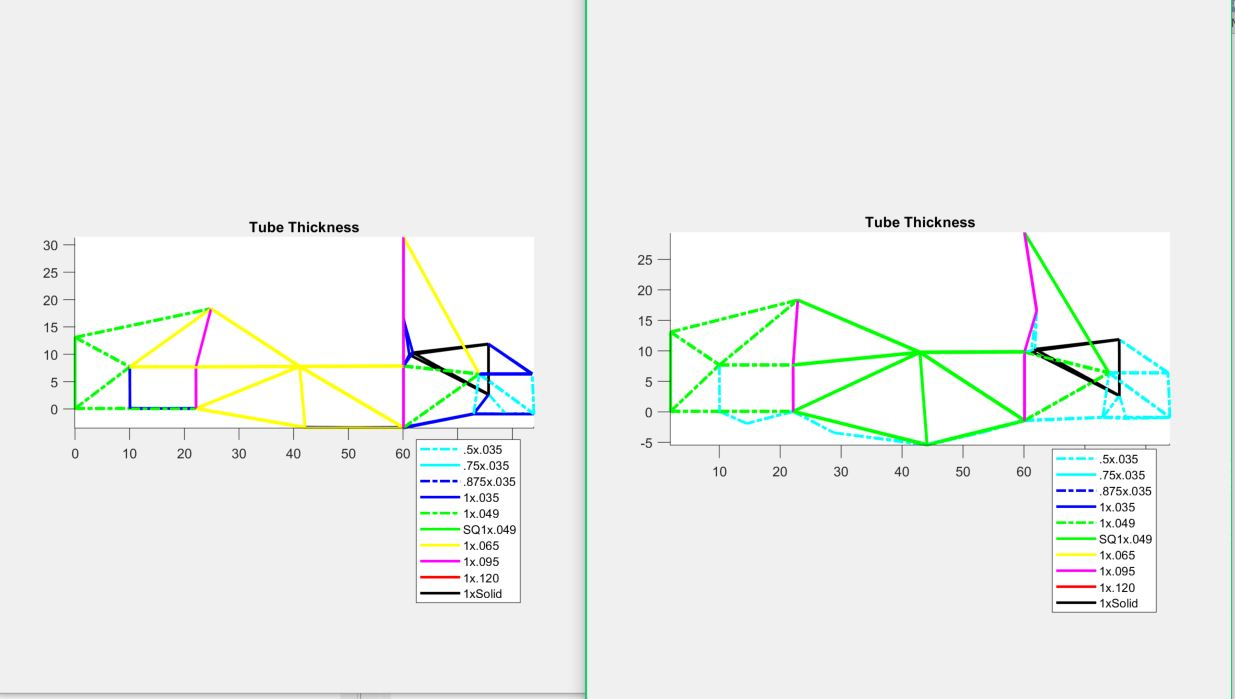 Tube Thickness
30
25
20
15
10
5
0
0 10 20 30 40 50 60
.5x.035
.75x.035
.875x.035
1x.035
1x.049
SQ1x.049
1x.065
1x.095
1x.120
1xSolid
Tube Thickness
25
20
15
10
5
0
-5
10 20 30 40 50 60
.5x.035
.75x.035
.875x.035
1x.035
1x.049
SQ1x.049
1x.065
1x.095
1x.120
1xSolid